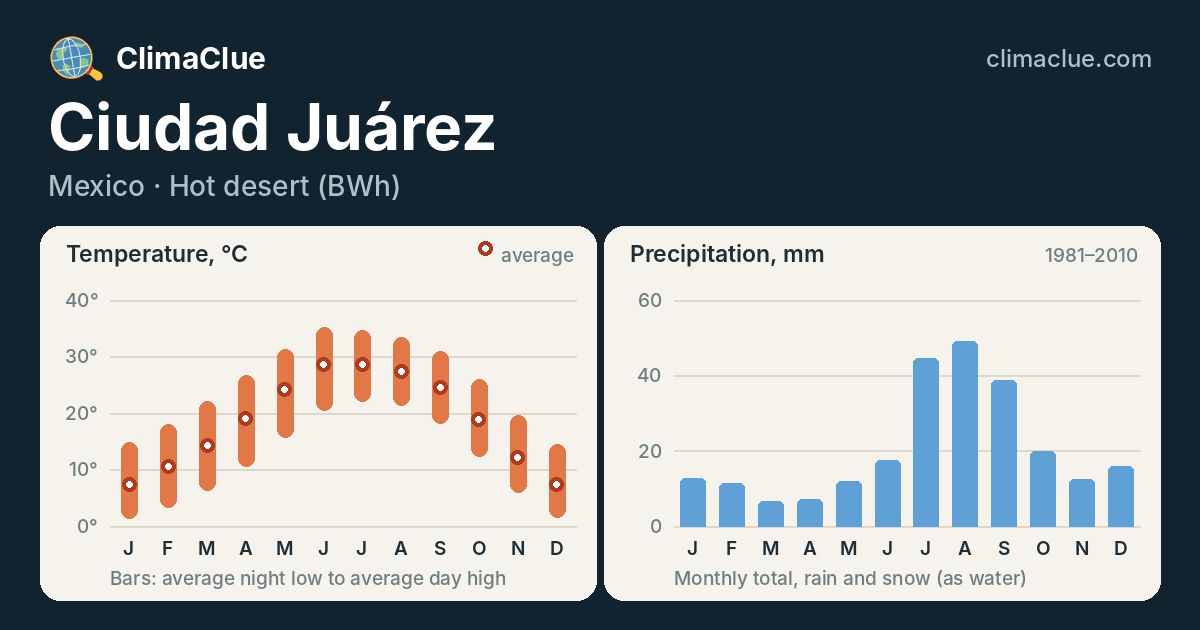 ClimaClue
climaclue.com
Ciudad Juárez
Mexico · Hot desert (BWh)
Temperature, °C
average
40°
30°
20°
10°
0°
J F M A M J J A S O N D
Bars: average night low to average day high
Precipitation, mm
1981–2010
60
40
20
0
J F M A M J J A S O N D
Monthly total, rain and snow (as water)